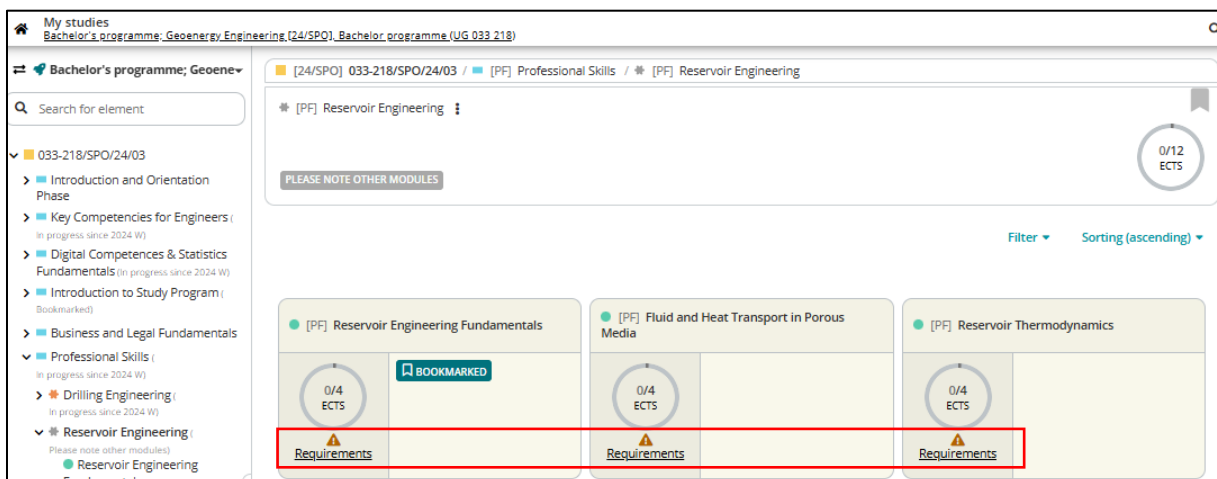 My studies
Bachelor's programme; Geoenergy Engineering [24/SPO], Bachelor programme (UG 033 218)
Bachelor's programme; Geoene
Search for element
033-218/SPO/24/03
Introduction and Orientation
Phase
Key Competencies for Engineers (
In progress since 2024 W)
Digital Competences & Statistics
Fundamentals (In progress since 2024 W)
Introduction to Study Program (
Bookmarked)
Business and Legal Fundamentals
Professional Skills (
In progress since 2024 W)
Drilling Engineering (
In progress since 2024 W)
Reservoir Engineering (
Please note other modules)
Reservoir Engineering
[24/SPO] 033-218/SPO/24/03 / [PF] Professional Skills / [PF] Reservoir Engineering
[PF] Reservoir Engineering
0/12
ECTS
PLEASE NOTE OTHER MODULES
Filter
Sorting (ascending)
[PF] Reservoir Engineering Fundamentals
BOOKMARKED
0/4
ECTS
Requirements
[PF] Fluid and Heat Transport in Porous
Media
0/4
ECTS
Requirements
[PF] Reservoir Thermodynamics
0/4
ECTS
Requirements